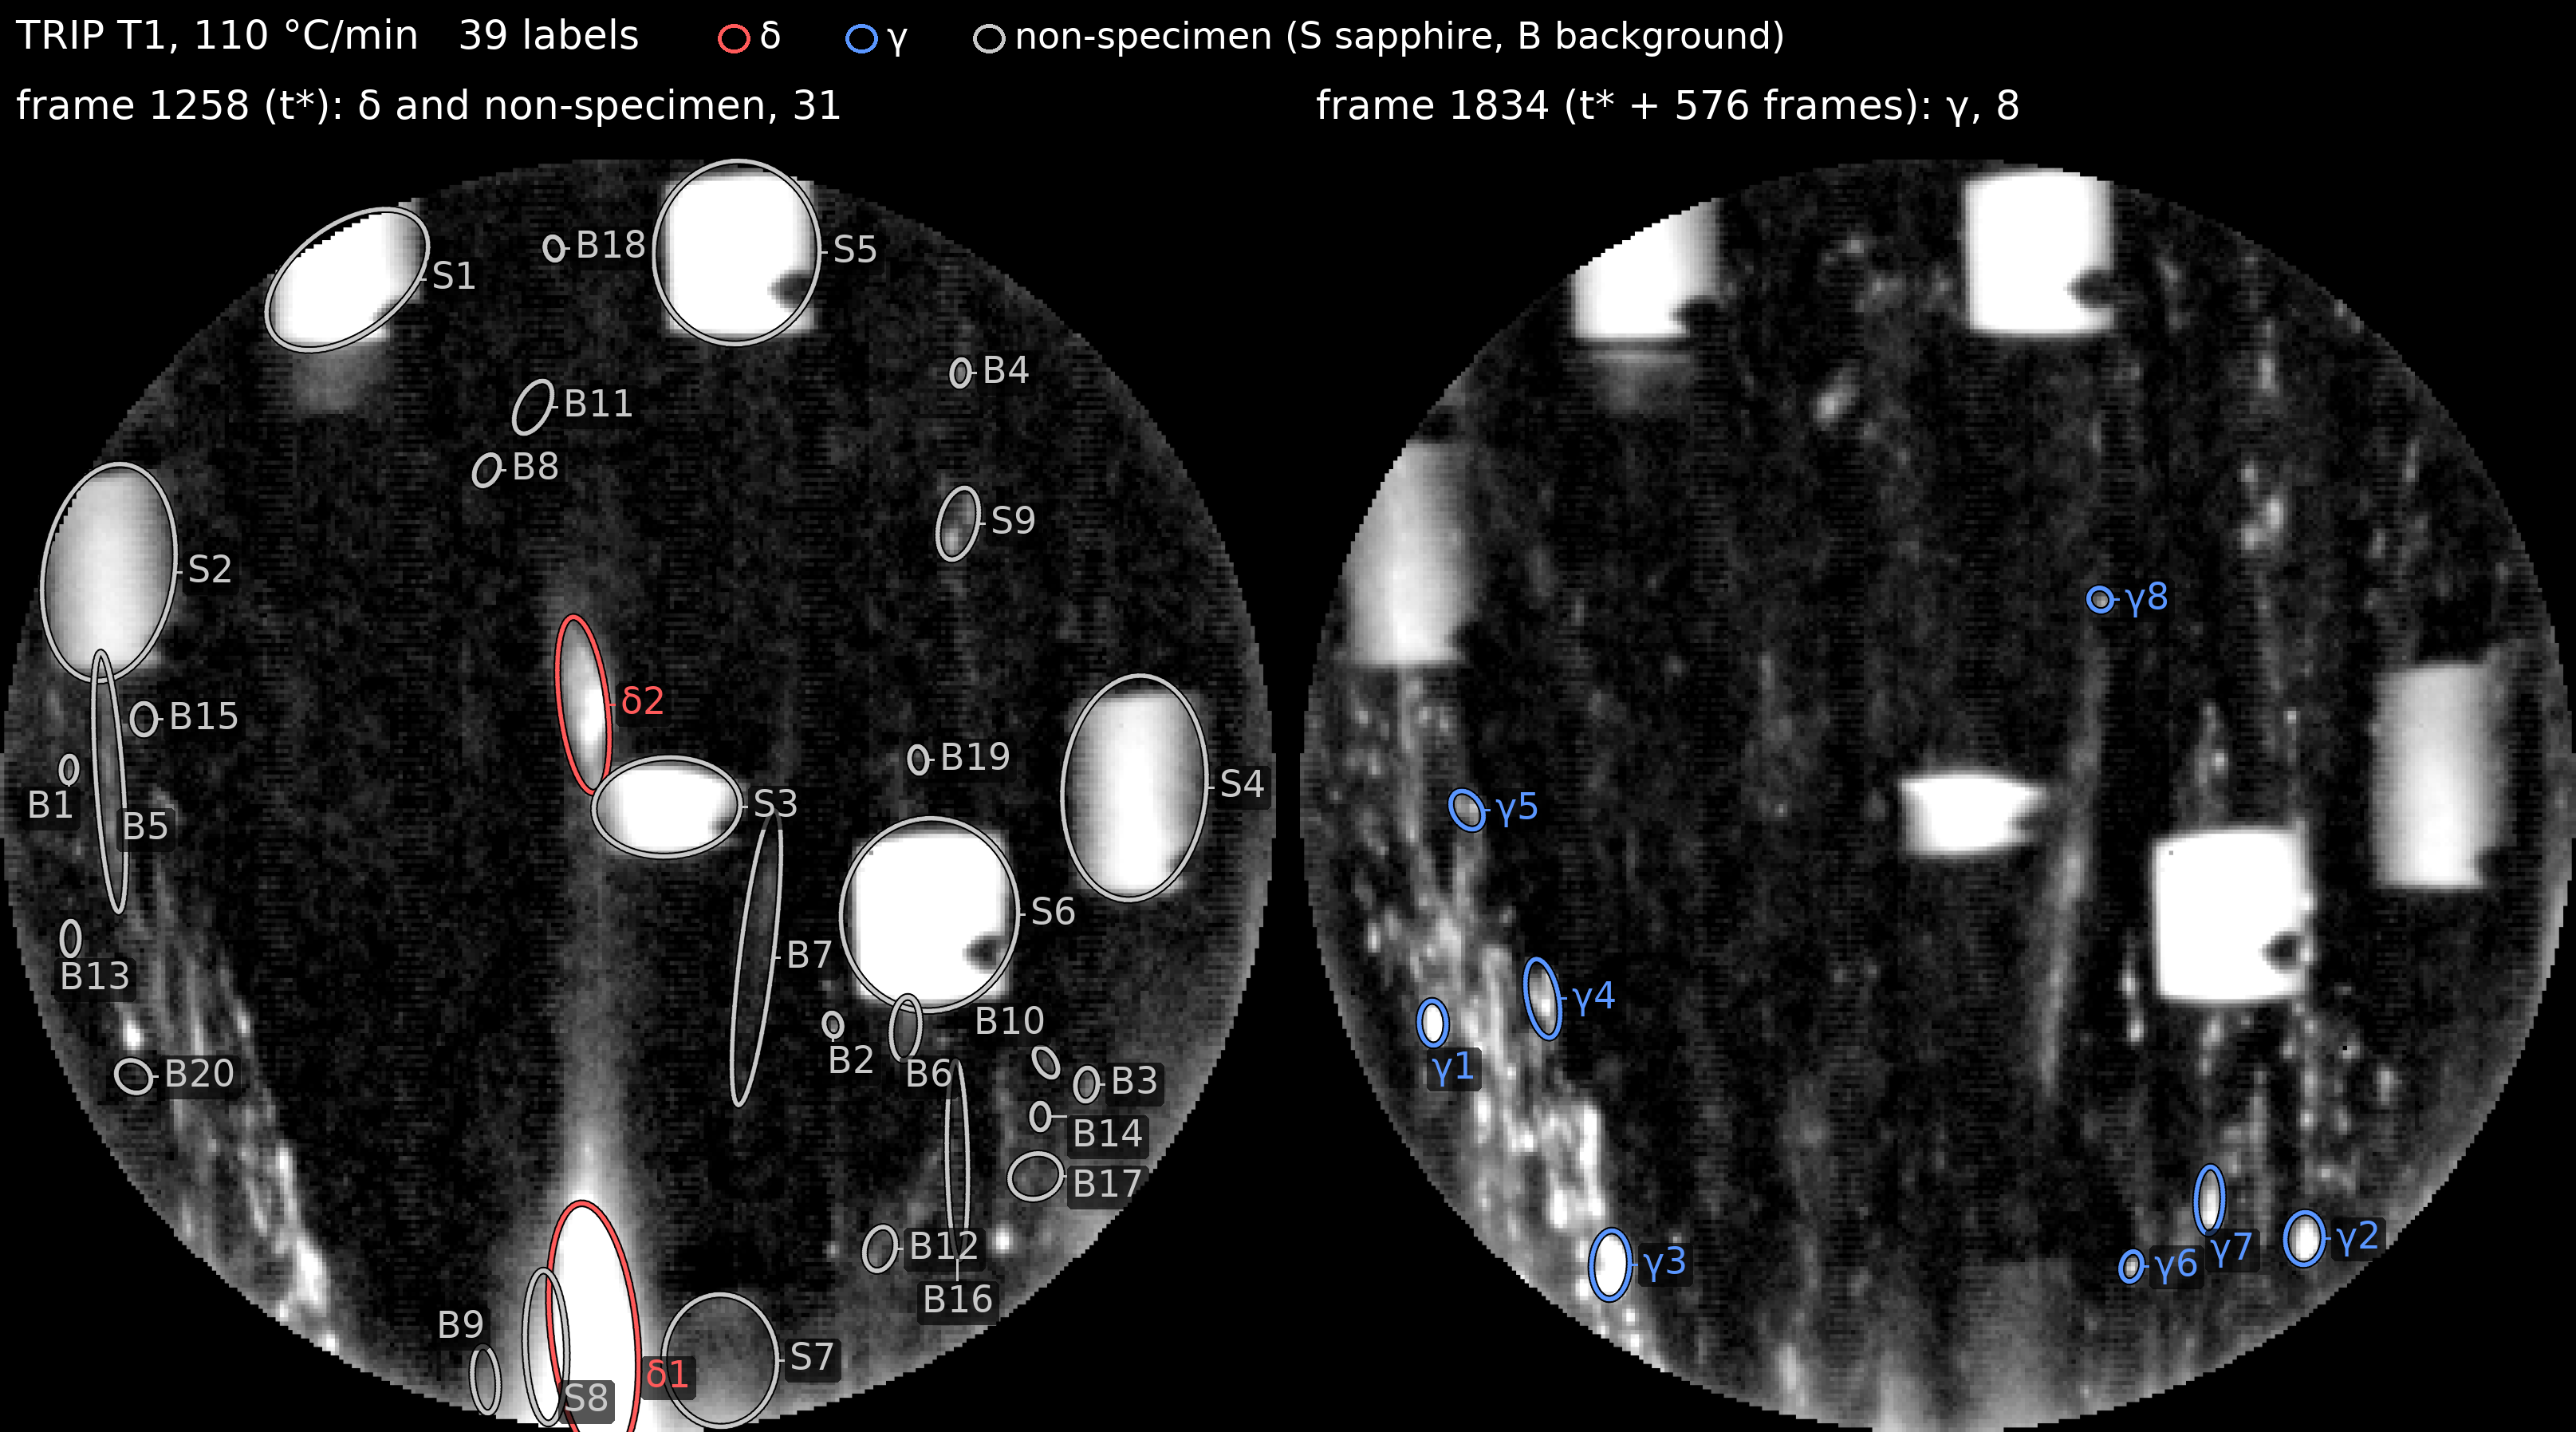 TRIP T1, 110 °C/min 39 labels δ γ non-specimen (S sapphire, B background)
frame 1258 (t*): δ and non-specimen, 31
frame 1834 (t* + 576 frames): γ, 8
B18
S5
S1
B4
B11
B8
S9
S2
γ8
δ2
B15
B19
S4
S3
B1
B5
γ5
S6
B7
B13
γ4
B10
B2
B6
B20
B3
γ1
B14
B17
B12
γ7
γ2
γ3
γ6
B16
B9
S7
δ1
S8